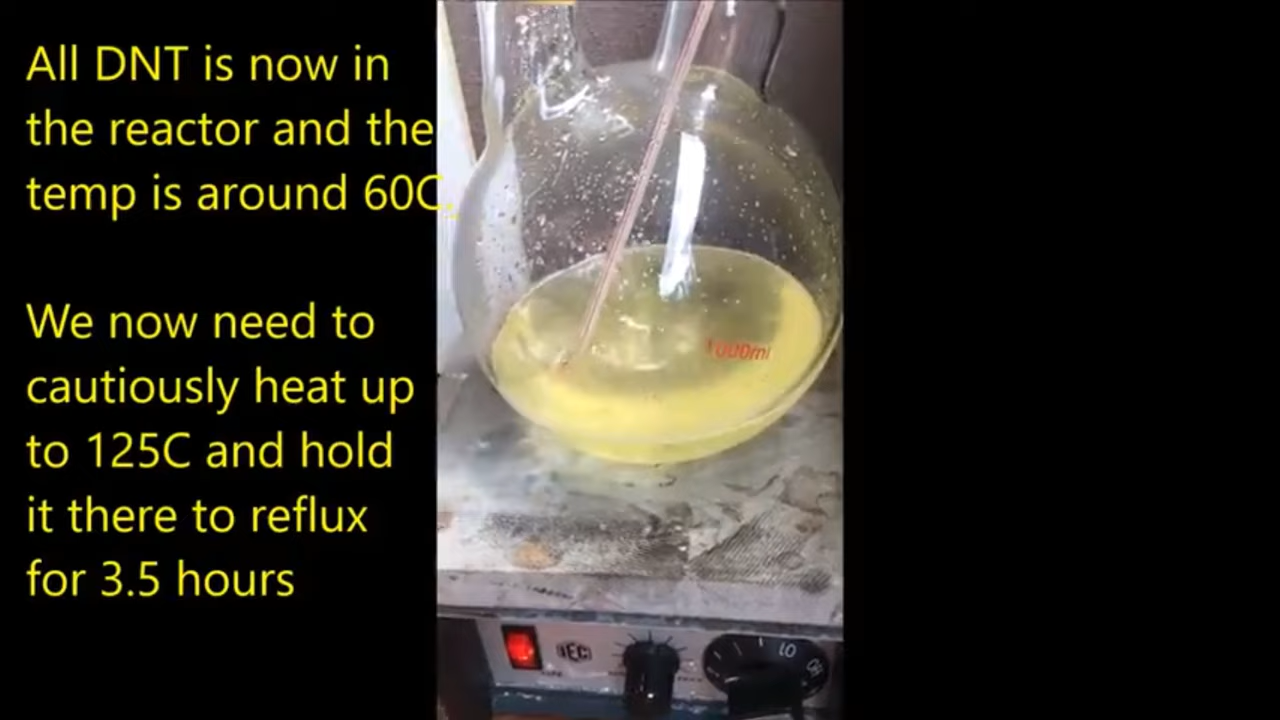 All DNT is now in
the reactor and the
temp is around 60C.
We now need to
cautiously heat up
to 125C and hold
it there to reflux
for 3.5 hours
1000ml
IEC
LO